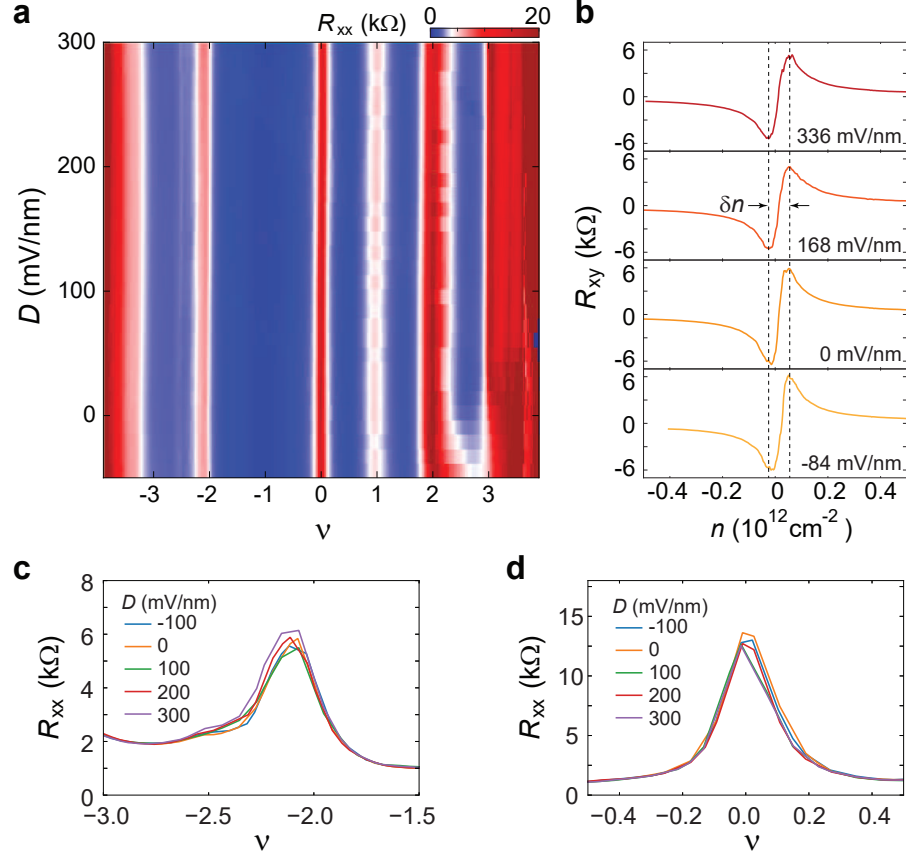 a
R_xx (kΩ)
0 20
300
200
100
0
D (mV/nm)
-3 -2 -1 0 1 2 3
ν
b
6
0
-6
336 mV/nm
6
0
-6
δn
168 mV/nm
6
0
-6
0 mV/nm
6
0
-6
-84 mV/nm
R_xy (kΩ)
-0.4 -0.2 0 0.2 0.4
n (10^12 cm^-2 )
c
8
6
4
2
0
R_xx (kΩ)
D (mV/nm)
-100
0
100
200
300
−3.0 −2.5 −2.0 −1.5
ν
d
15
12.5
7.5
2.5
0
R_xx (kΩ)
D (mV/nm)
-100
0
100
200
300
−0.4 −0.2 0.0 0.2 0.4
ν